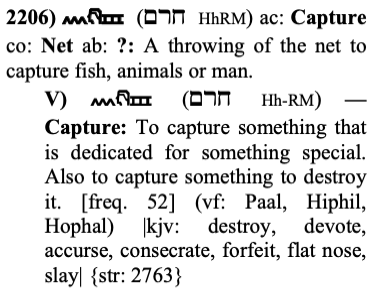 2206) (חרם HhRM) ac: Capture
co: Net ab: ?: A throwing of the net to
capture fish, animals or man.
V) (חרם Hh-RM) —
Capture: To capture something that
is dedicated for something special.
Also to capture something to destroy
it. [freq. 52] (vf: Paal, Hiphil,
Hophal) |kjv: destroy, devote,
accurse, consecrate, forfeit, flat nose,
slay| {str: 2763}